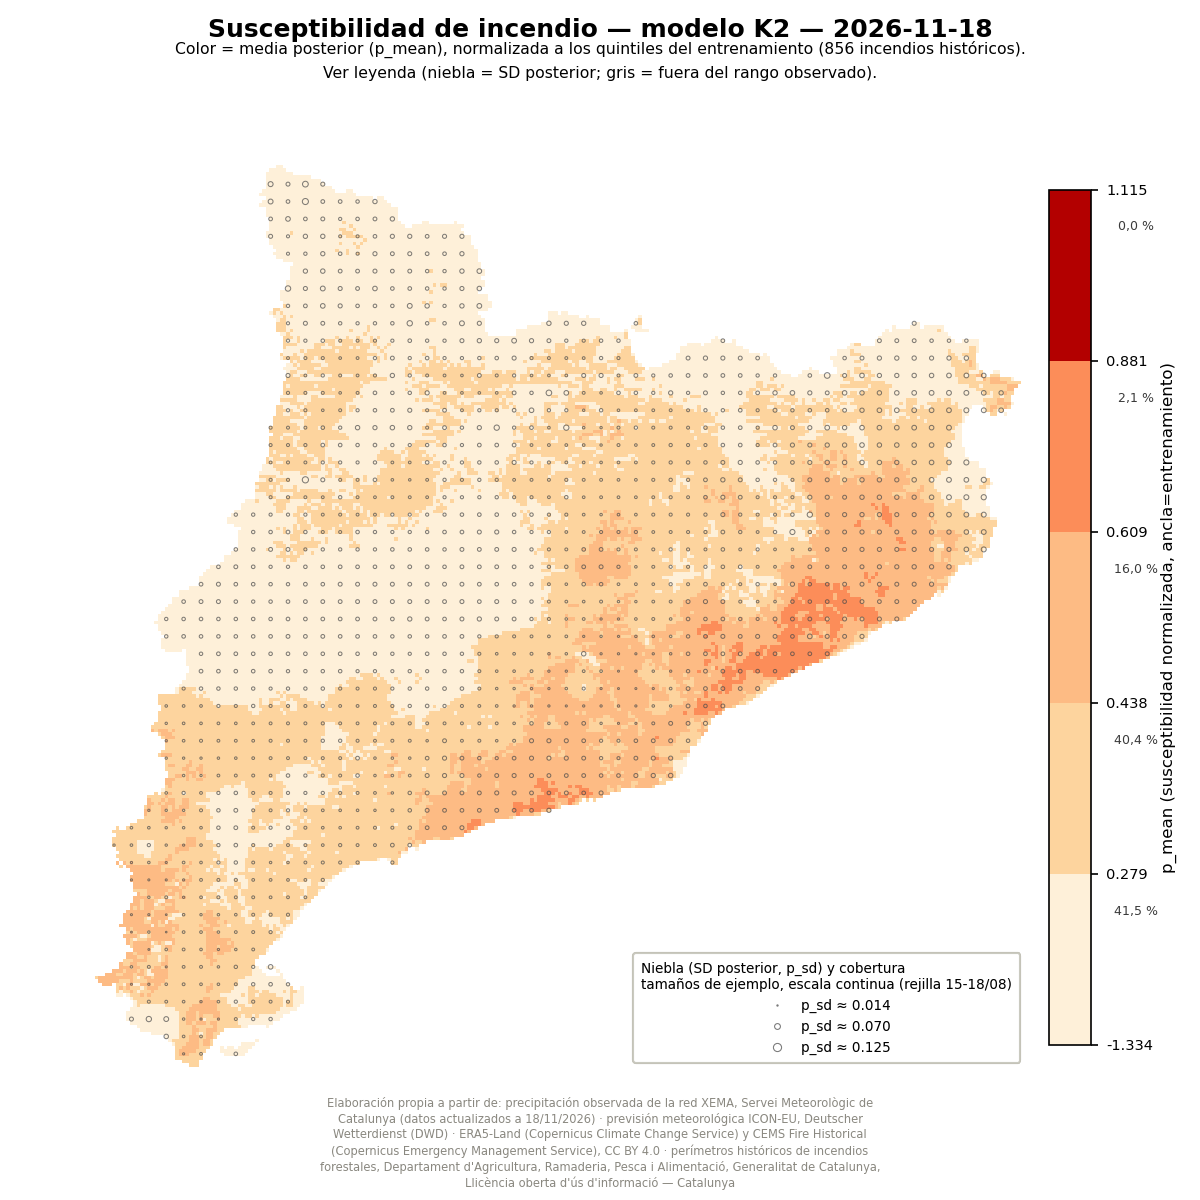 Susceptibilidad de incendio — modelo K2 — 2026-11-18
Color = media posterior (p_mean), normalizada a los quintiles del entrenamiento (856 incendios históricos).
Ver leyenda (niebla = SD posterior; gris = fuera del rango observado).
1.115
0,0 %
0.881
2,1 %
0.609
16,0 %
0.438
40,4 %
0.279
41,5 %
-1.334
p_mean (susceptibilidad normalizada, ancla=entrenamiento)
Niebla (SD posterior, p_sd) y cobertura
tamaños de ejemplo, escala continua (rejilla 15-18/08)
p_sd ≈ 0.014
p_sd ≈ 0.070
p_sd ≈ 0.125
Elaboración propia a partir de: precipitación observada de la red XEMA, Servei Meteorològic de
Catalunya (datos actualizados a 18/11/2026) · previsión meteorológica ICON-EU, Deutscher
Wetterdienst (DWD) · ERA5-Land (Copernicus Climate Change Service) y CEMS Fire Historical
(Copernicus Emergency Management Service), CC BY 4.0 · perímetros históricos de incendios
forestales, Departament d'Agricultura, Ramaderia, Pesca i Alimentació, Generalitat de Catalunya,
Llicència oberta d'ús d'informació — Catalunya